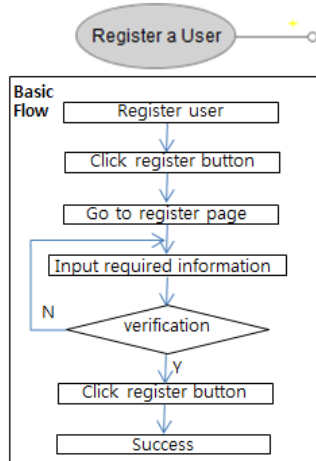 Register a User
Basic
Flow
Register user
Click register button
Go to register page
Input required information
verification
N
Y
Click register button
Success